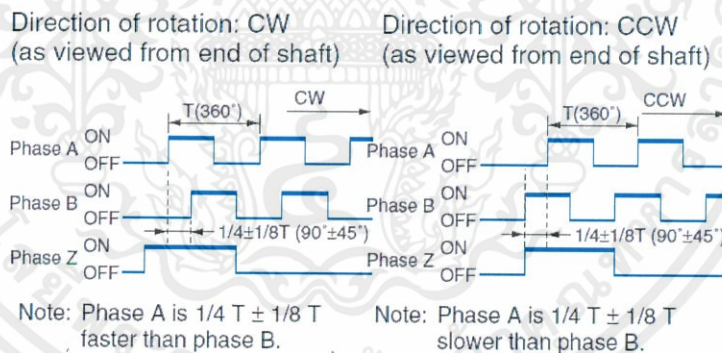 Direction of rotation: CW
(as viewed from end of shaft)
T(360°)
CW
Phase A
ON
OFF
Phase B
ON
OFF
1/4±1/8T (90°±45°)
Phase Z
ON
OFF
Note: Phase A is 1/4 T ± 1/8 T
faster than phase B.
Direction of rotation: CCW
(as viewed from end of shaft)
T(360°)
CCW
Phase A
ON
OFF
Phase B
ON
OFF
1/4±1/8T (90°±45°)
Phase Z
ON
OFF
Note: Phase A is 1/4 T ± 1/8 T
slower than phase B.